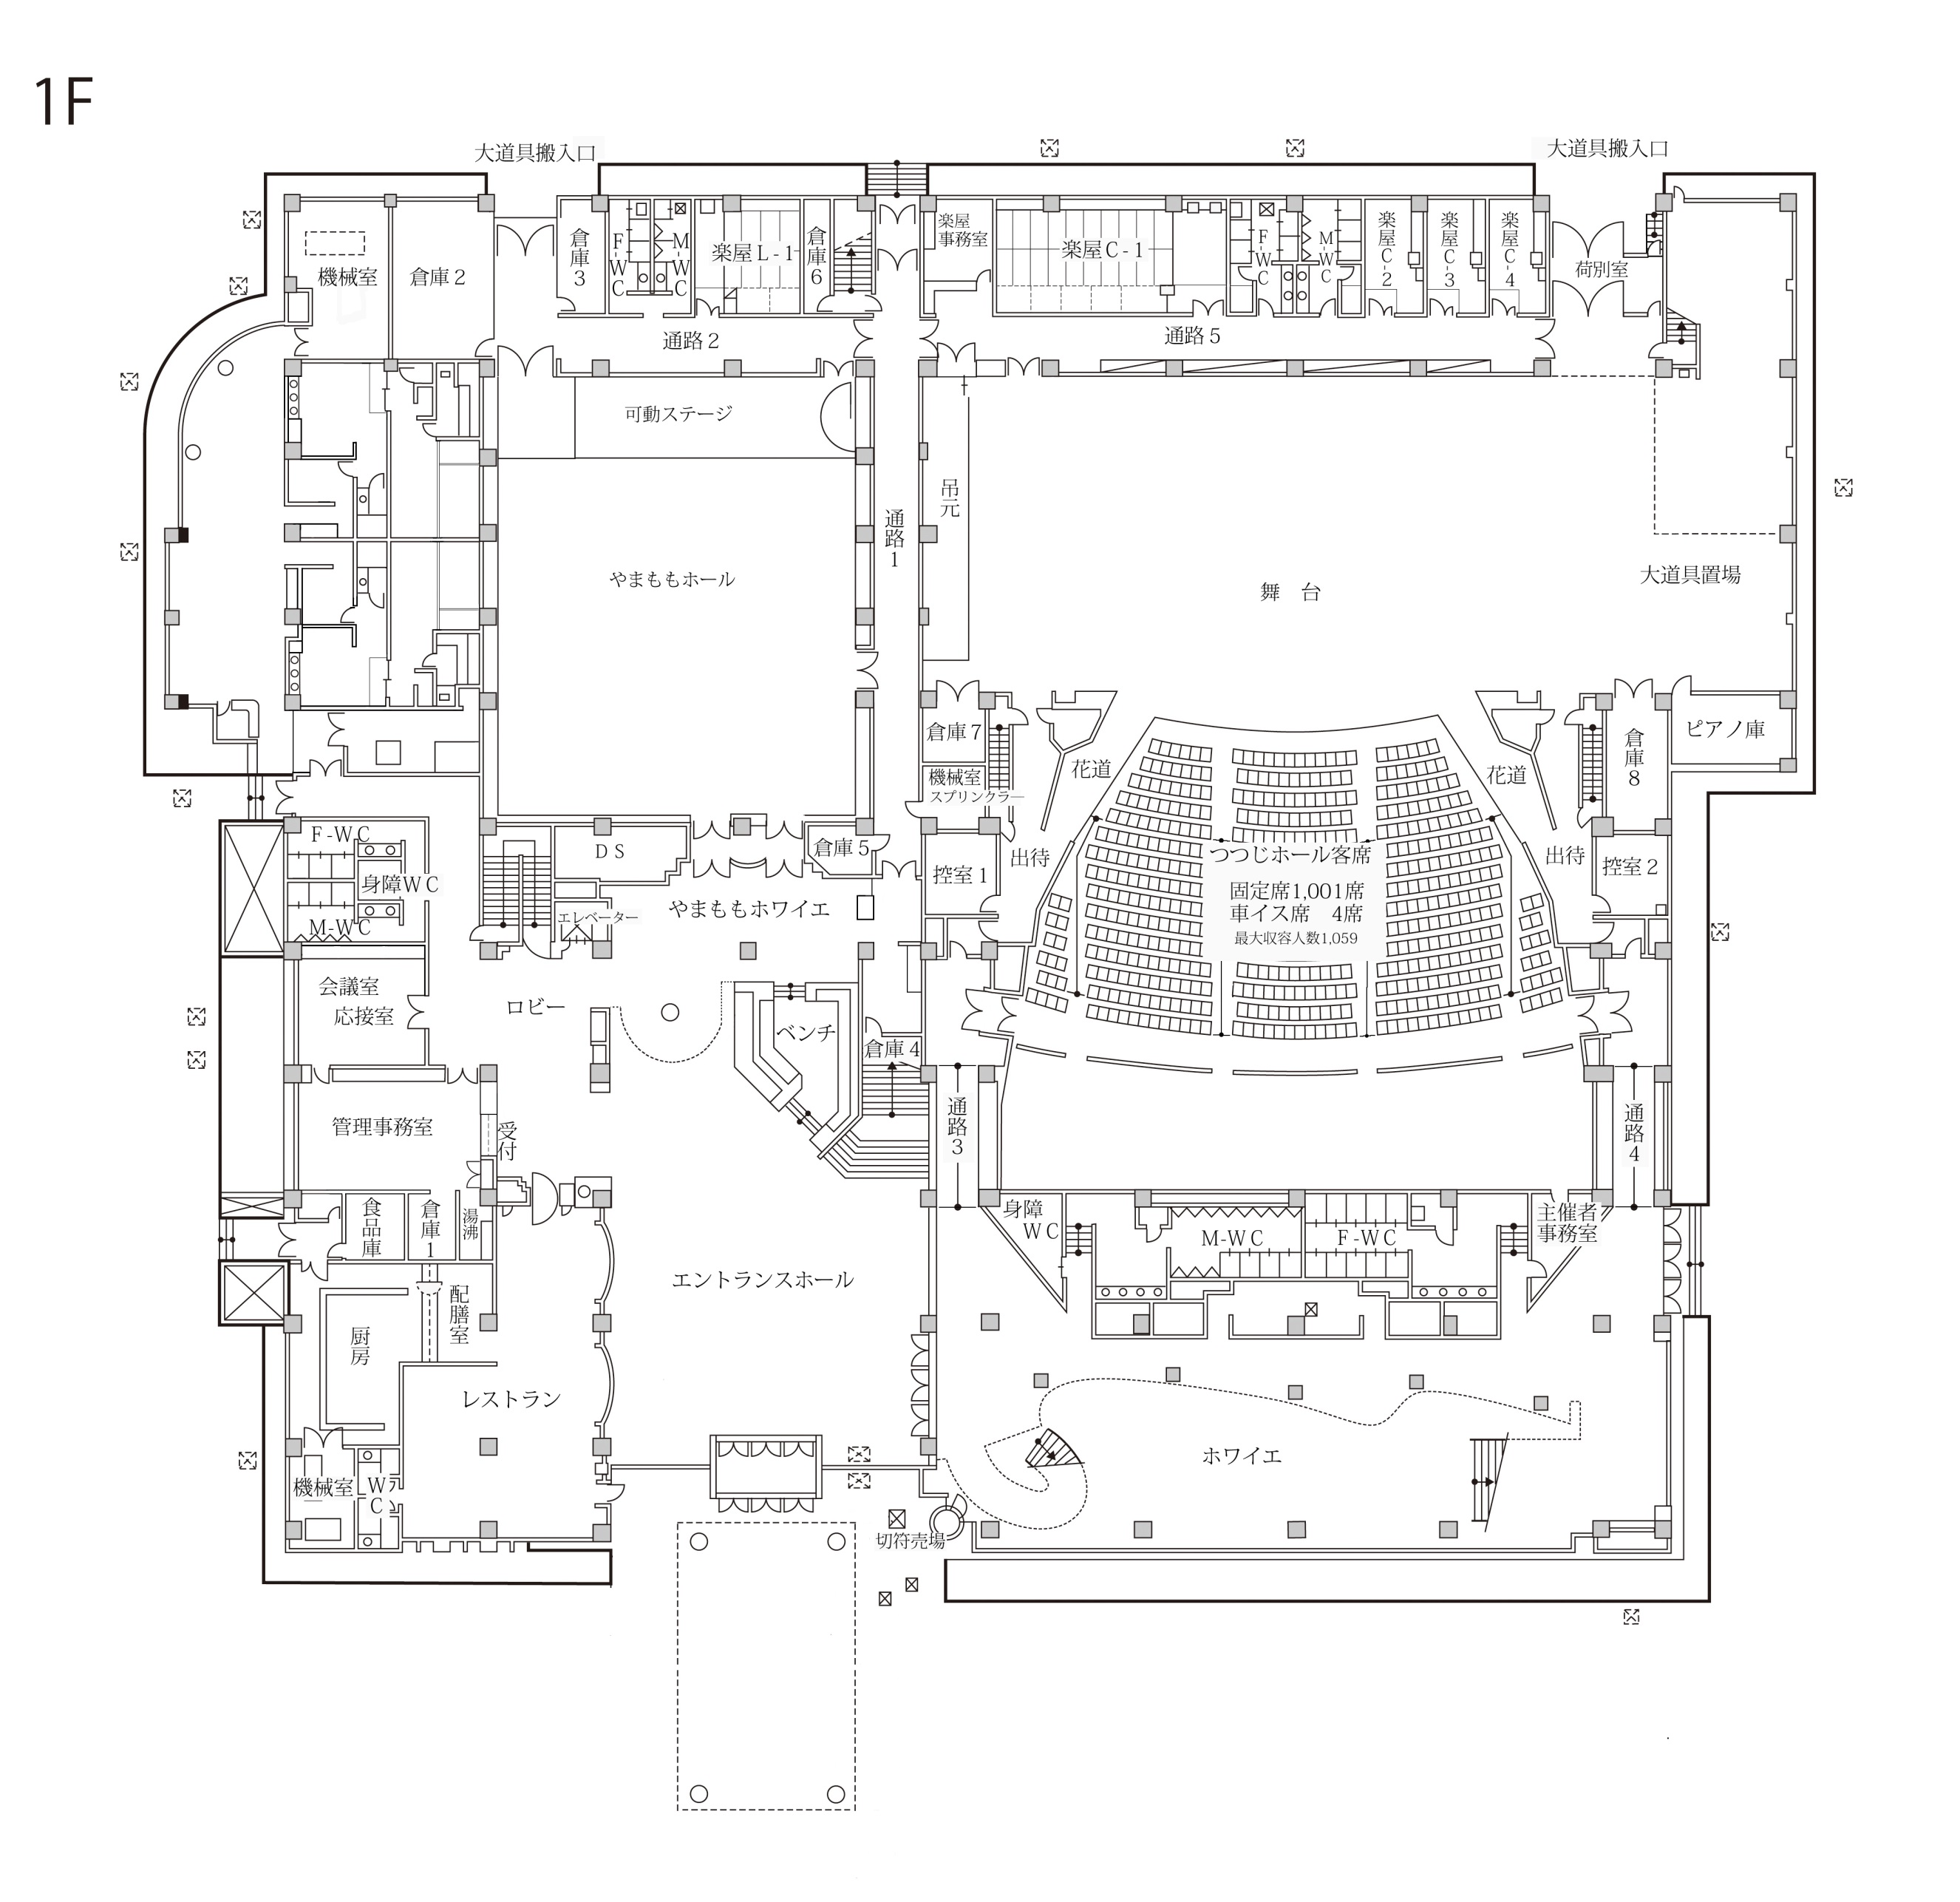 1F
大道具搬入口
大道具搬入口
機械室
倉庫2
倉庫3
F-WC
M-WC
楽屋L-1
倉庫6
楽屋
事務室
楽屋C-1
F-WC
M-WC
楽屋C-2
楽屋C-3
楽屋C-4
荷別室
通路2
通路5
可動ステージ
吊元
通路1
やまももホール
舞 台
大道具置場
倉庫7
機械室
スプリンクラー
花道
花道
倉庫8
ピアノ庫
F-WC
身障WC
M-WC
DS
倉庫5
エレベーター
やまももホワイエ
控室1
出待
つつじホール客席
固定席1,001席
車イス席 4席
最大収容人数1,059
出待
控室2
会議室
応接室
ロビー
ベンチ
倉庫4
管理事務室
受付
通路3
通路4
食品庫
倉庫1
湯沸
身障
WC
M-WC
F-WC
主催者
事務室
エントランスホール
配膳室
厨房
レストラン
機械室
WC
ホワイエ
切符売場